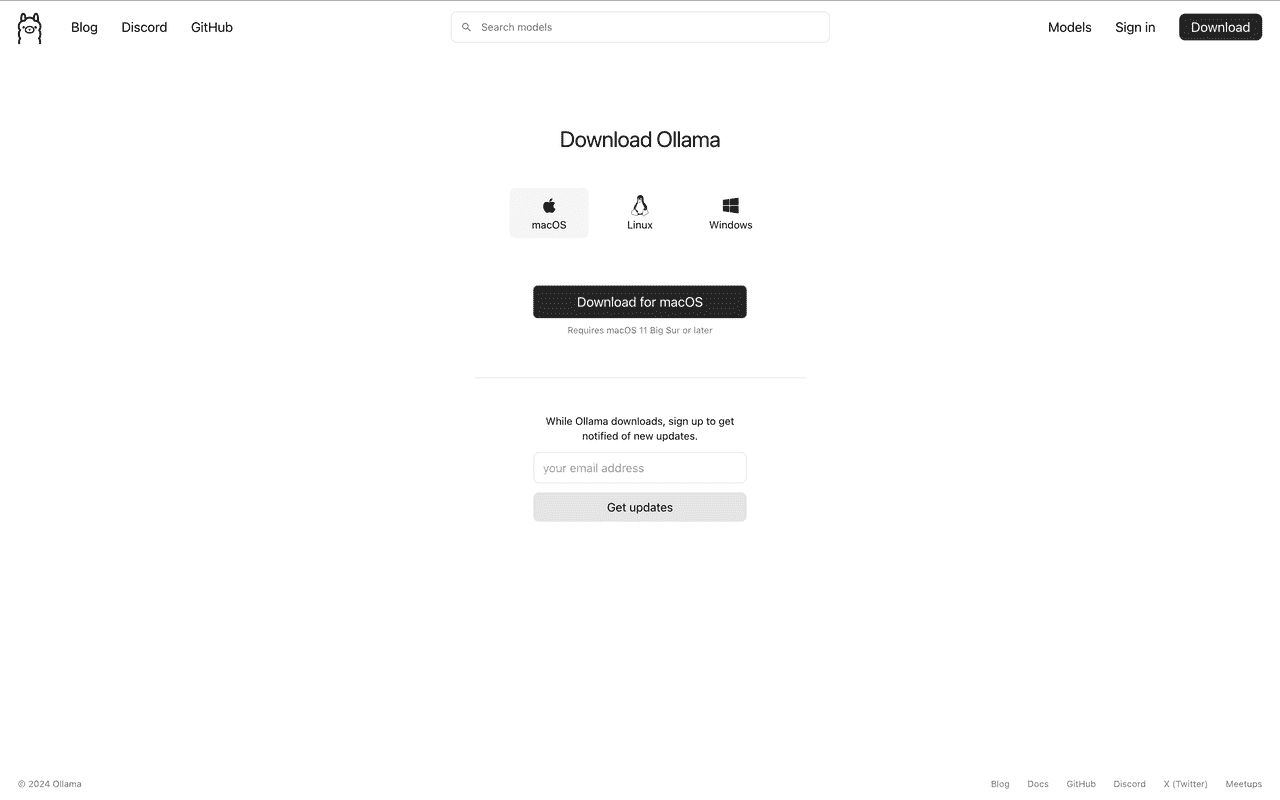 Blog Discord GitHub Search models Models Sign in Download
Download Ollama
macOS Linux Windows
Download for macOS
Requires macOS 11 Big Sur or later
While Ollama downloads, sign up to get
notified of new updates.
your email address
Get updates
© 2024 Ollama Blog Docs GitHub Discord X (Twitter) Meetups